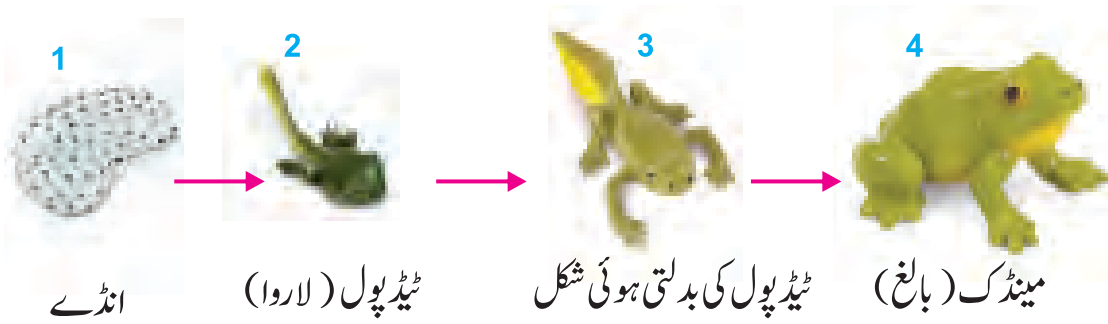 1
2
3
4
انڈے
ٹیڈپول (لاروا)
ٹیڈپول کی بدلتی ہوئی شکل
مینڈک (بالغ)